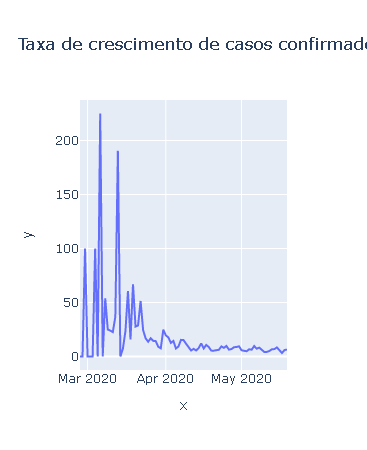 Taxa de crescimento de casos confirmado
200
150
100
50
0
Mar 2020 Apr 2020 May 2020
x
y